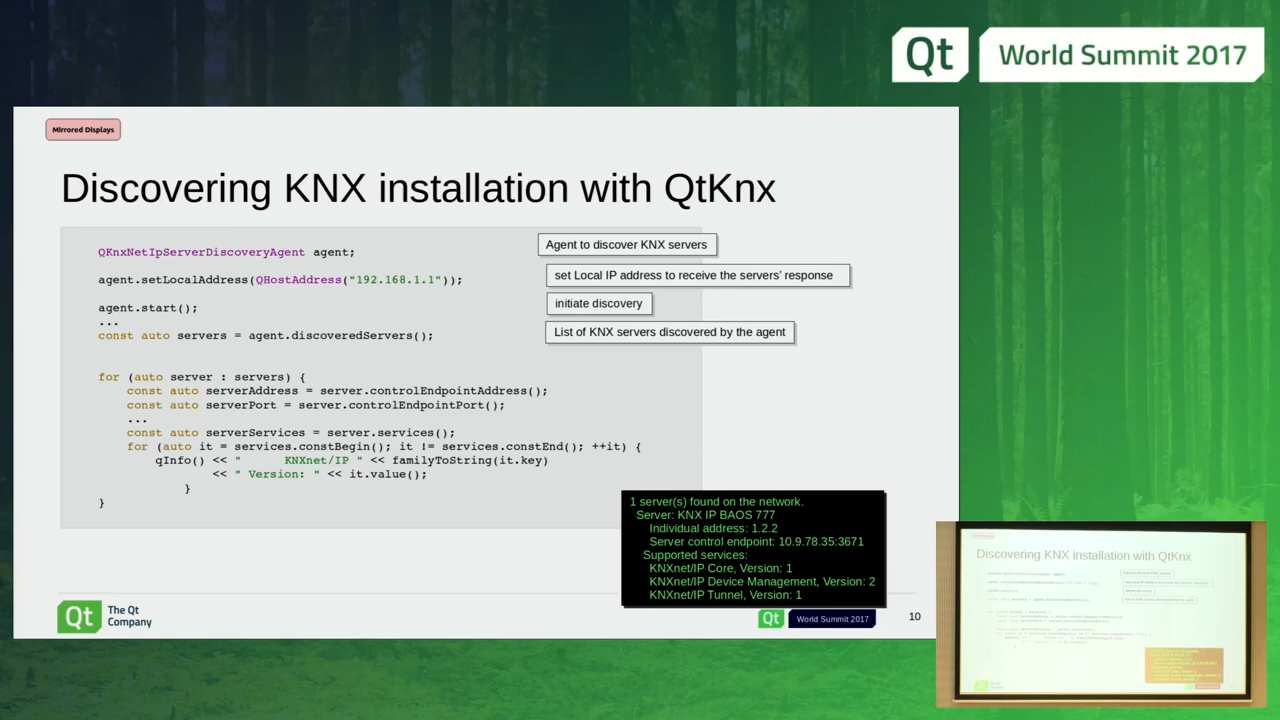 Qt World Summit 2017
Mirrored Displays
Discovering KNX installation with QtKnx
QKnxNetIpServerDiscoveryAgent agent;
Agent to discover KNX servers
agent.setLocalAddress(QHostAddress("192.168.1.1"));
set Local IP address to receive the servers' response
agent.start();
initiate discovery
...
const auto servers = agent.discoveredServers();
List of KNX servers discovered by the agent
for (auto server : servers) {
const auto serverAddress = server.controlEndpointAddress();
const auto serverPort = server.controlEndpointPort();
...
const auto serverServices = server.services();
for (auto it = services.constBegin(); it != services.constEnd(); ++it) {
qInfo() << "      KNXnet/IP " << familyToString(it.key)
<< " Version: " << it.value();
}
}
1 server(s) found on the network.
Server: KNX IP BAOS 777
Individual address: 1.2.2
Server control endpoint: 10.9.78.35:3671
Supported services:
KNXnet/IP Core, Version: 1
KNXnet/IP Device Management, Version: 2
KNXnet/IP Tunnel, Version: 1
Qt The Qt
Company
Qt World Summit 2017
10
Discovering KNX installation with QtKnx